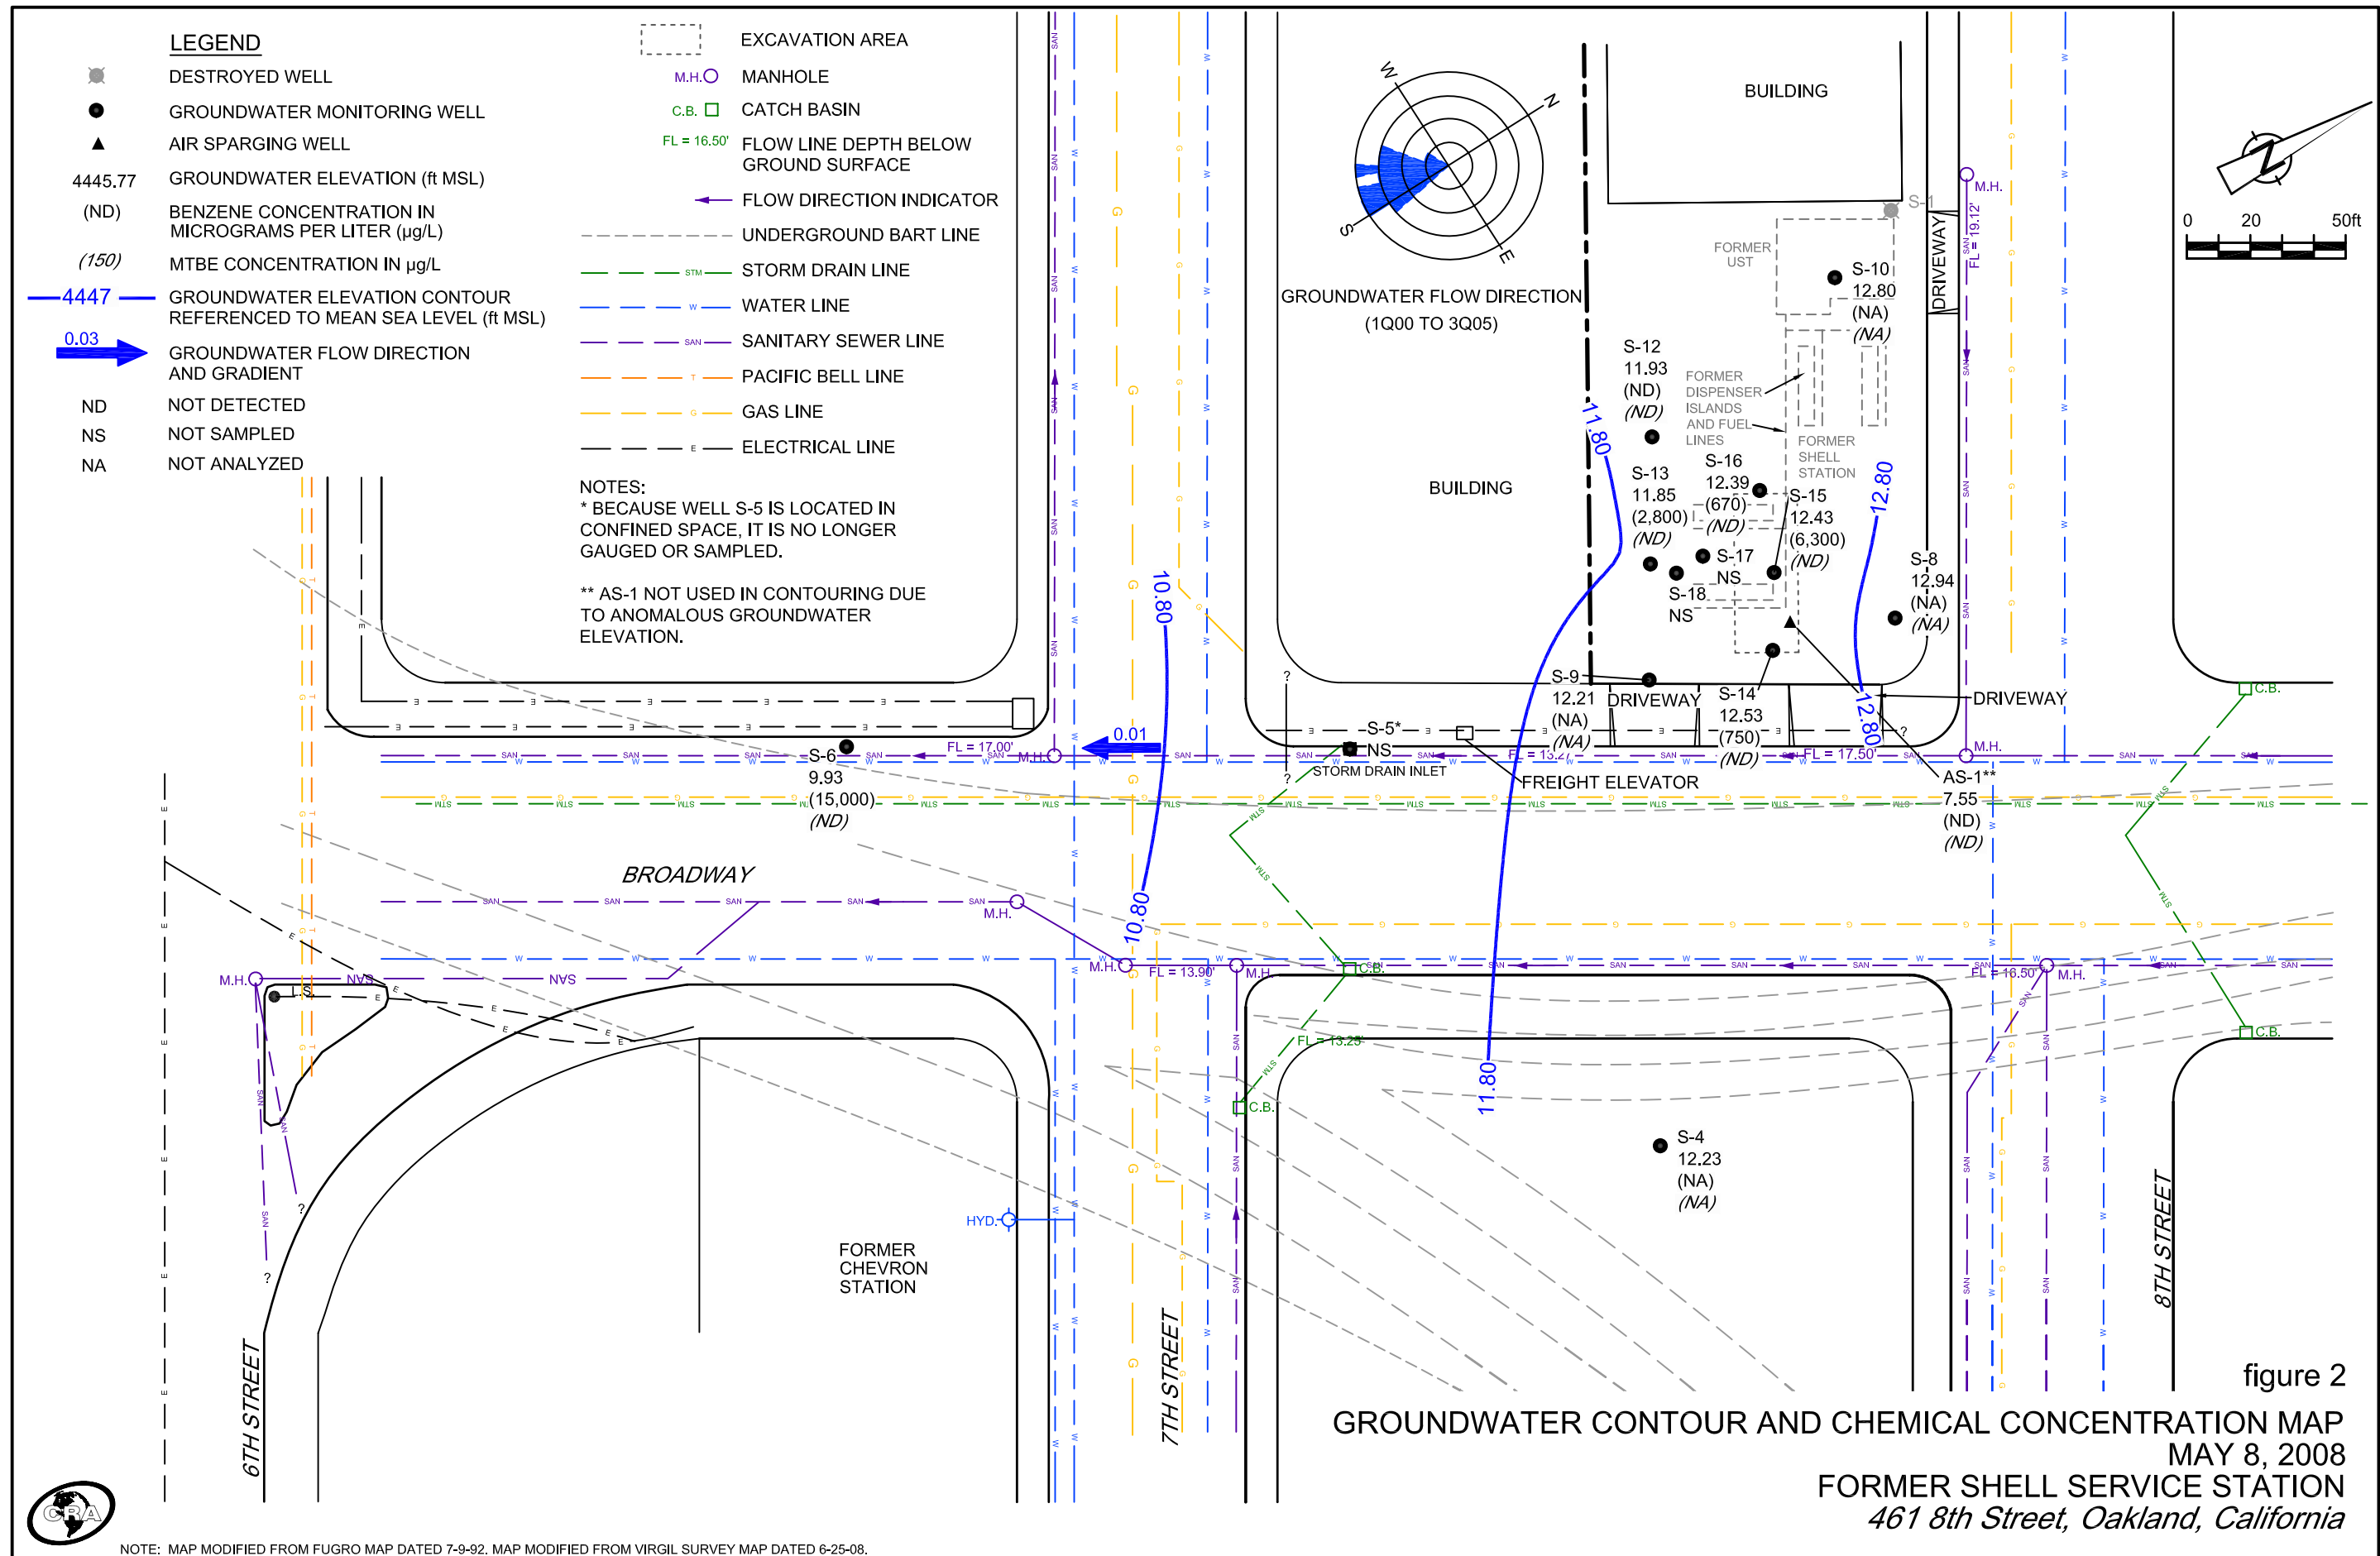 LEGEND
DESTROYED WELL
GROUNDWATER MONITORING WELL
AIR SPARGING WELL
4445.77 GROUNDWATER ELEVATION (ft MSL)
(ND) BENZENE CONCENTRATION IN
MICROGRAMS PER LITER (µg/L)
(150) MTBE CONCENTRATION IN µg/L
4447 GROUNDWATER ELEVATION CONTOUR
REFERENCED TO MEAN SEA LEVEL (ft MSL)
0.03
GROUNDWATER FLOW DIRECTION
AND GRADIENT
ND NOT DETECTED
NS NOT SAMPLED
NA NOT ANALYZED
EXCAVATION AREA
M.H. MANHOLE
C.B. CATCH BASIN
FL = 16.50' FLOW LINE DEPTH BELOW
GROUND SURFACE
FLOW DIRECTION INDICATOR
UNDERGROUND BART LINE
STM STORM DRAIN LINE
W WATER LINE
SAN SANITARY SEWER LINE
T PACIFIC BELL LINE
G GAS LINE
E ELECTRICAL LINE
NOTES:
* BECAUSE WELL S-5 IS LOCATED IN
CONFINED SPACE, IT IS NO LONGER
GAUGED OR SAMPLED.
** AS-1 NOT USED IN CONTOURING DUE
TO ANOMALOUS GROUNDWATER
ELEVATION.
W
N
S
E
GROUNDWATER FLOW DIRECTION
(1Q00 TO 3Q05)
BUILDING
BUILDING
N
0 20 50ft
S-1
M.H.
FL = 19.12'
DRIVEWAY
FORMER
UST
S-10
12.80
(NA)
(NA)
S-12
11.93
(ND)
(ND)
FORMER
DISPENSER
ISLANDS
AND FUEL
LINES
FORMER
SHELL
STATION
11.80
12.80
S-13
11.85
(2,800)
(ND)
S-16
12.39
(670)
(ND)
S-15
12.43
(6,300)
(ND)
S-17
NS
S-18
NS
S-8
12.94
(NA)
(NA)
S-9
12.21
(NA)
(NA)
DRIVEWAY
S-14
12.53
(750)
(ND)
12.80
DRIVEWAY
C.B.
10.80
0.01
S-5*
NS
STORM DRAIN INLET
FL = 13.27
FREIGHT ELEVATOR
FL = 17.50'
M.H.
AS-1**
7.55
(ND)
(ND)
FL = 17.00'
M.H.
S-6
9.93
(15,000)
(ND)
BROADWAY
M.H.
10.80
M.H.
M.H.
FL = 13.90'
M.H.
C.B.
FL = 16.50'
M.H.
C.B.
FL = 13.25'
C.B.
11.80
S-4
12.23
(NA)
(NA)
HYD.
FORMER
CHEVRON
STATION
6TH STREET
7TH STREET
8TH STREET
figure 2
GROUNDWATER CONTOUR AND CHEMICAL CONCENTRATION MAP
MAY 8, 2008
FORMER SHELL SERVICE STATION
461 8th Street, Oakland, California
CRA
NOTE: MAP MODIFIED FROM FUGRO MAP DATED 7-9-92. MAP MODIFIED FROM VIRGIL SURVEY MAP DATED 6-25-08.